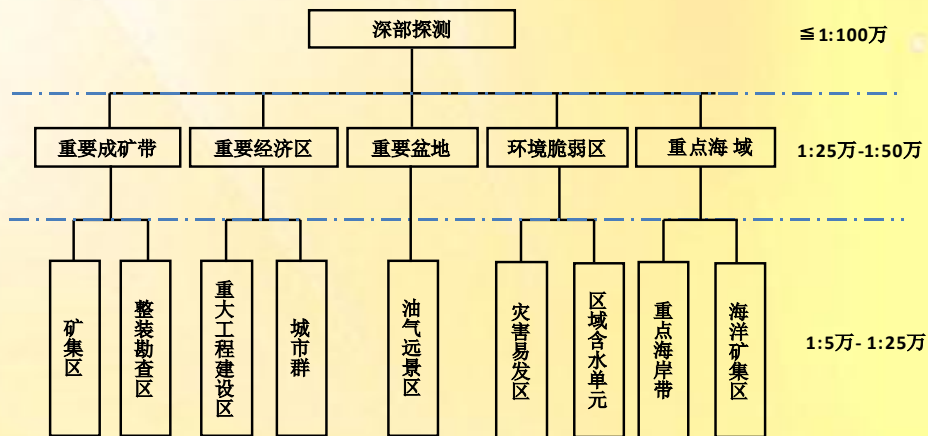 深部探测
≦1:100万
重要成矿带
重要经济区
重要盆地
环境脆弱区
重点海 域
1:25万-1:50万
矿集区
整装勘查区
重大工程建设区
城市群
油气远景区
灾害易发区
区域含水单元
重点海岸带
海洋矿集区
1:5万- 1:25万